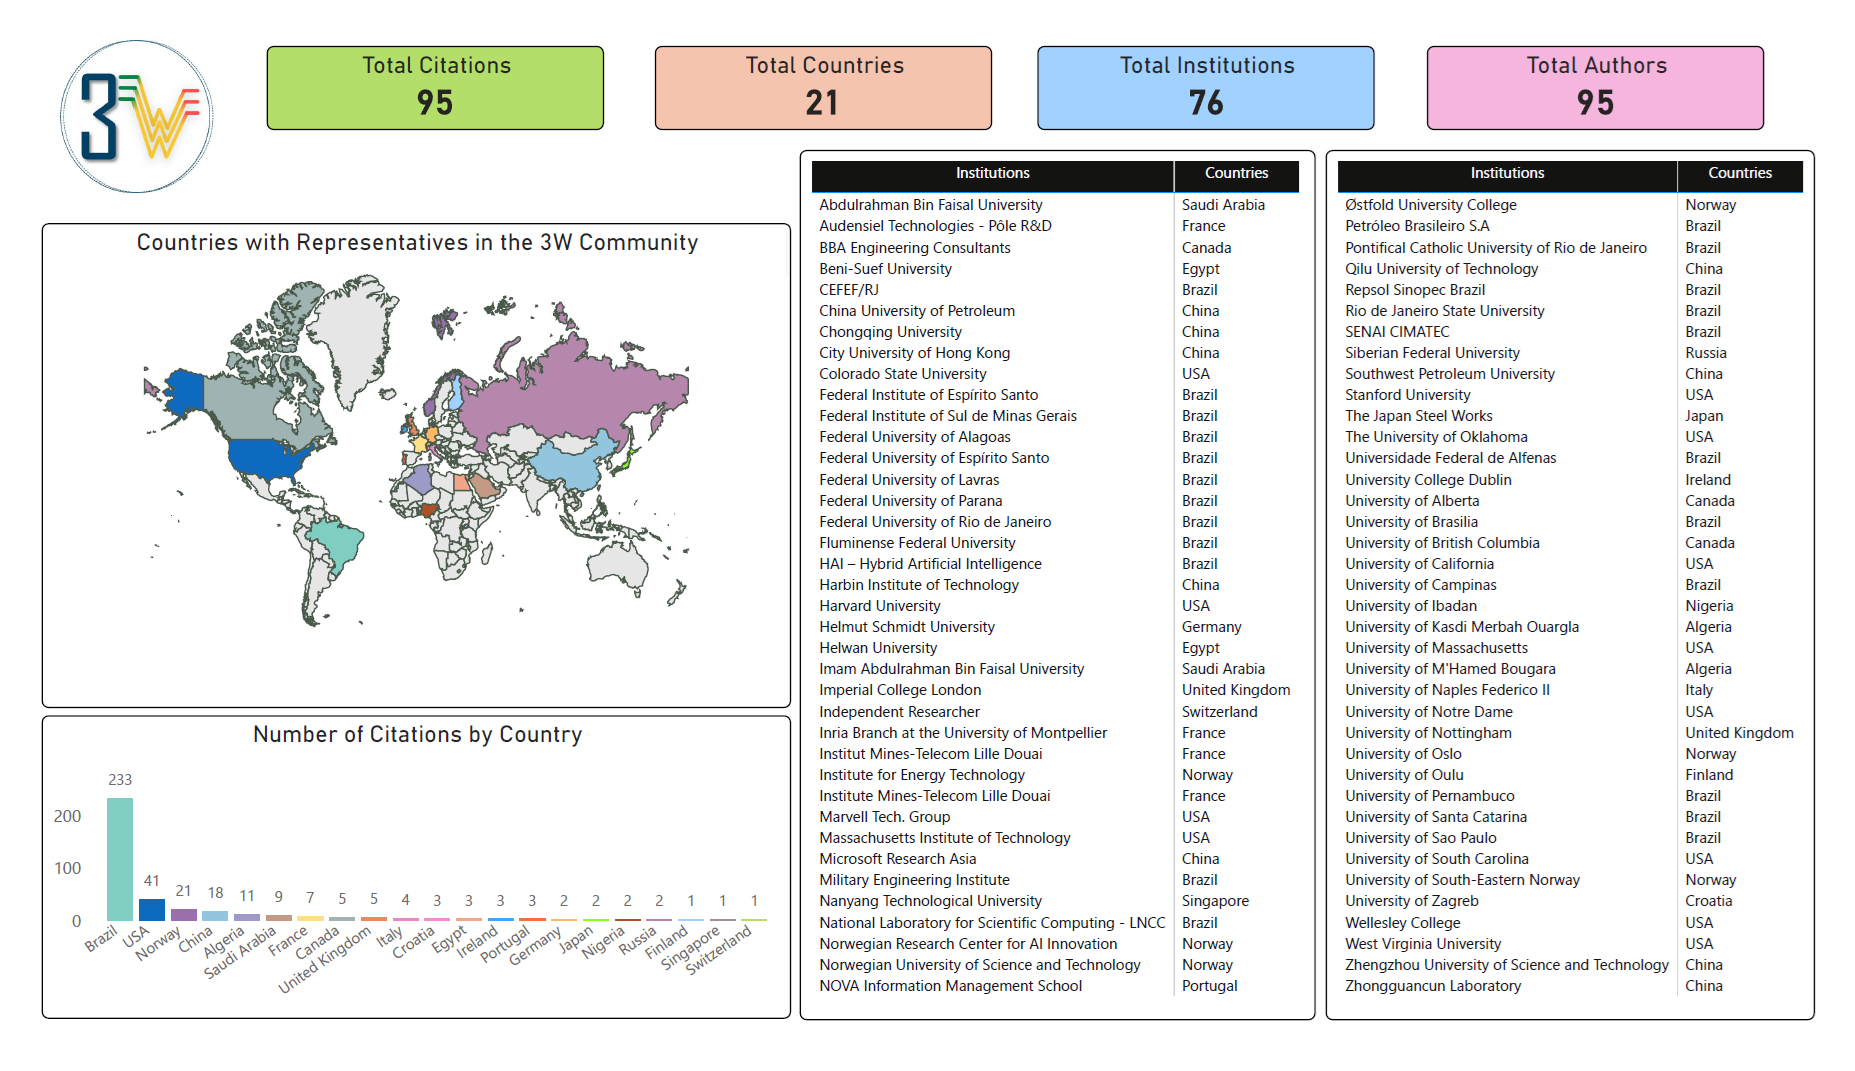 3W
Total Citations
95
Total Countries
21
Total Institutions
76
Total Authors
95
Countries with Representatives in the 3W Community
Number of Citations by Country
200
100
0
233
41
21
18
11
9
7
5
5
4
3
3
3
3
2
2
2
2
1
1
1
Brazil
USA
Norway
China
Algeria
Saudi Arabia
France
Canada
United Kingdom
Italy
Croatia
Egypt
Ireland
Portugal
Germany
Japan
Nigeria
Russia
Finland
Singapore
Switzerland
Institutions Countries
Abdulrahman Bin Faisal University Saudi Arabia
Audensiel Technologies - Pôle R&D France
BBA Engineering Consultants Canada
Beni-Suef University Egypt
CEFEF/RJ Brazil
China University of Petroleum China
Chongqing University China
City University of Hong Kong China
Colorado State University USA
Federal Institute of Espírito Santo Brazil
Federal Institute of Sul de Minas Gerais Brazil
Federal University of Alagoas Brazil
Federal University of Espírito Santo Brazil
Federal University of Lavras Brazil
Federal University of Parana Brazil
Federal University of Rio de Janeiro Brazil
Fluminense Federal University Brazil
HAI – Hybrid Artificial Intelligence Brazil
Harbin Institute of Technology China
Harvard University USA
Helmut Schmidt University Germany
Helwan University Egypt
Imam Abdulrahman Bin Faisal University Saudi Arabia
Imperial College London United Kingdom
Independent Researcher Switzerland
Inria Branch at the University of Montpellier France
Institut Mines-Telecom Lille Douai France
Institute for Energy Technology Norway
Institute Mines-Telecom Lille Douai France
Marvell Tech. Group USA
Massachusetts Institute of Technology USA
Microsoft Research Asia China
Military Engineering Institute Brazil
Nanyang Technological University Singapore
National Laboratory for Scientific Computing - LNCC Brazil
Norwegian Research Center for AI Innovation Norway
Norwegian University of Science and Technology Norway
NOVA Information Management School Portugal
Institutions Countries
Østfold University College Norway
Petróleo Brasileiro S.A Brazil
Pontifical Catholic University of Rio de Janeiro Brazil
Qilu University of Technology China
Repsol Sinopec Brazil Brazil
Rio de Janeiro State University Brazil
SENAI CIMATEC Brazil
Siberian Federal University Russia
Southwest Petroleum University China
Stanford University USA
The Japan Steel Works Japan
The University of Oklahoma USA
Universidade Federal de Alfenas Brazil
University College Dublin Ireland
University of Alberta Canada
University of Brasilia Brazil
University of British Columbia Canada
University of California USA
University of Campinas Brazil
University of Ibadan Nigeria
University of Kasdi Merbah Ouargla Algeria
University of Massachusetts USA
University of M'Hamed Bougara Algeria
University of Naples Federico II Italy
University of Notre Dame USA
University of Nottingham United Kingdom
University of Oslo Norway
University of Oulu Finland
University of Pernambuco Brazil
University of Santa Catarina Brazil
University of Sao Paulo Brazil
University of South Carolina USA
University of South-Eastern Norway Norway
University of Zagreb Croatia
Wellesley College USA
West Virginia University USA
Zhengzhou University of Science and Technology China
Zhongguancun Laboratory China